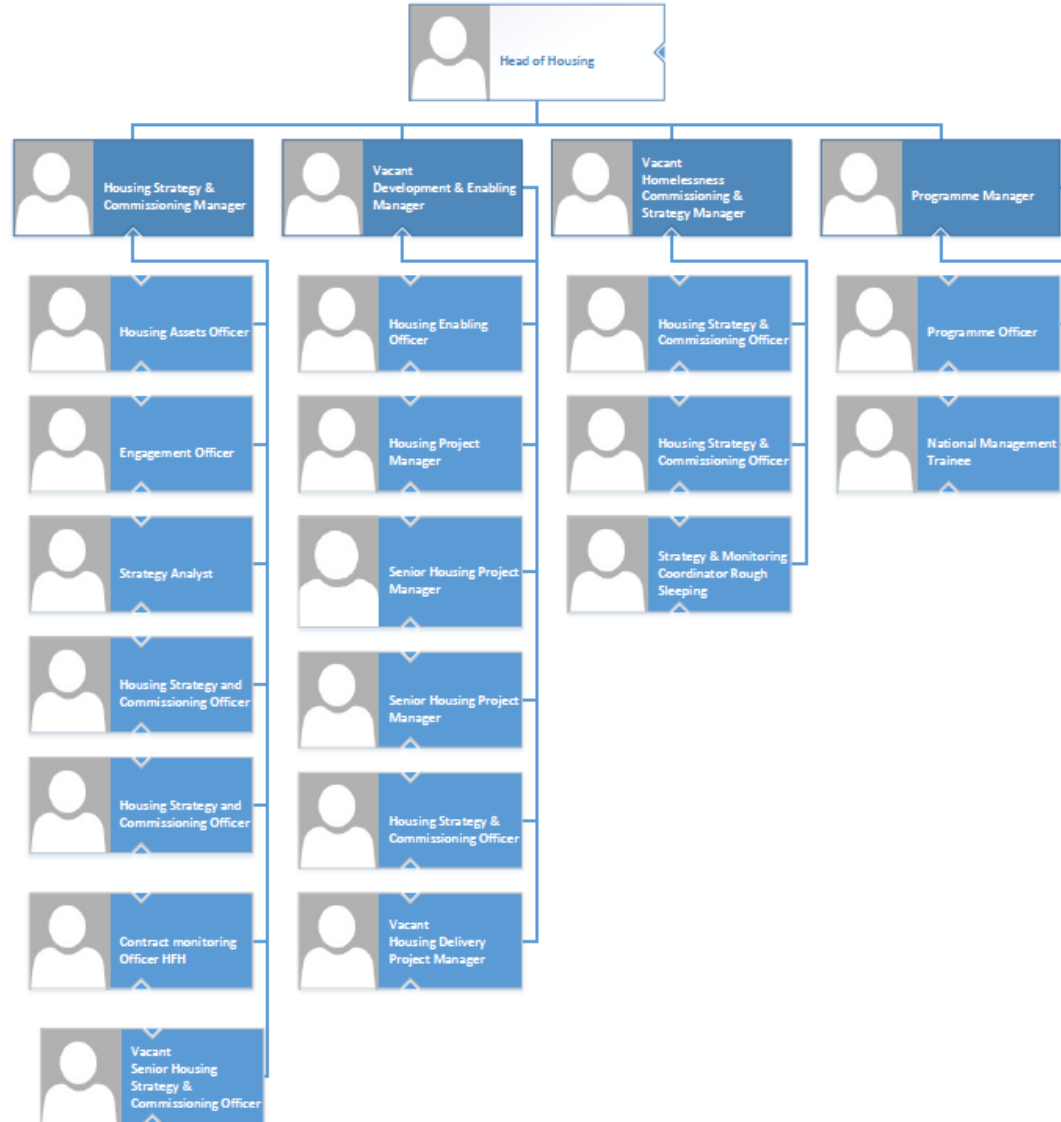 Head of Housing
Housing Strategy &
Commissioning Manager
Vacant
Development & Enabling
Manager
Vacant
Homelessness
Commissioning &
Strategy Manager
Programme Manager
Housing Assets Officer
Engagement Officer
Strategy Analyst
Housing Strategy and
Commissioning Officer
Housing Strategy and
Commissioning Officer
Contract monitoring
Officer HFH
Vacant
Senior Housing
Strategy &
Commissioning Officer
Housing Enabling
Officer
Housing Project
Manager
Senior Housing Project
Manager
Senior Housing Project
Manager
Housing Strategy &
Commissioning Officer
Vacant
Housing Delivery
Project Manager
Housing Strategy &
Commissioning Officer
Housing Strategy &
Commissioning Officer
Strategy & Monitoring
Coordinator Rough
Sleeping
Programme Officer
National Management
Trainee